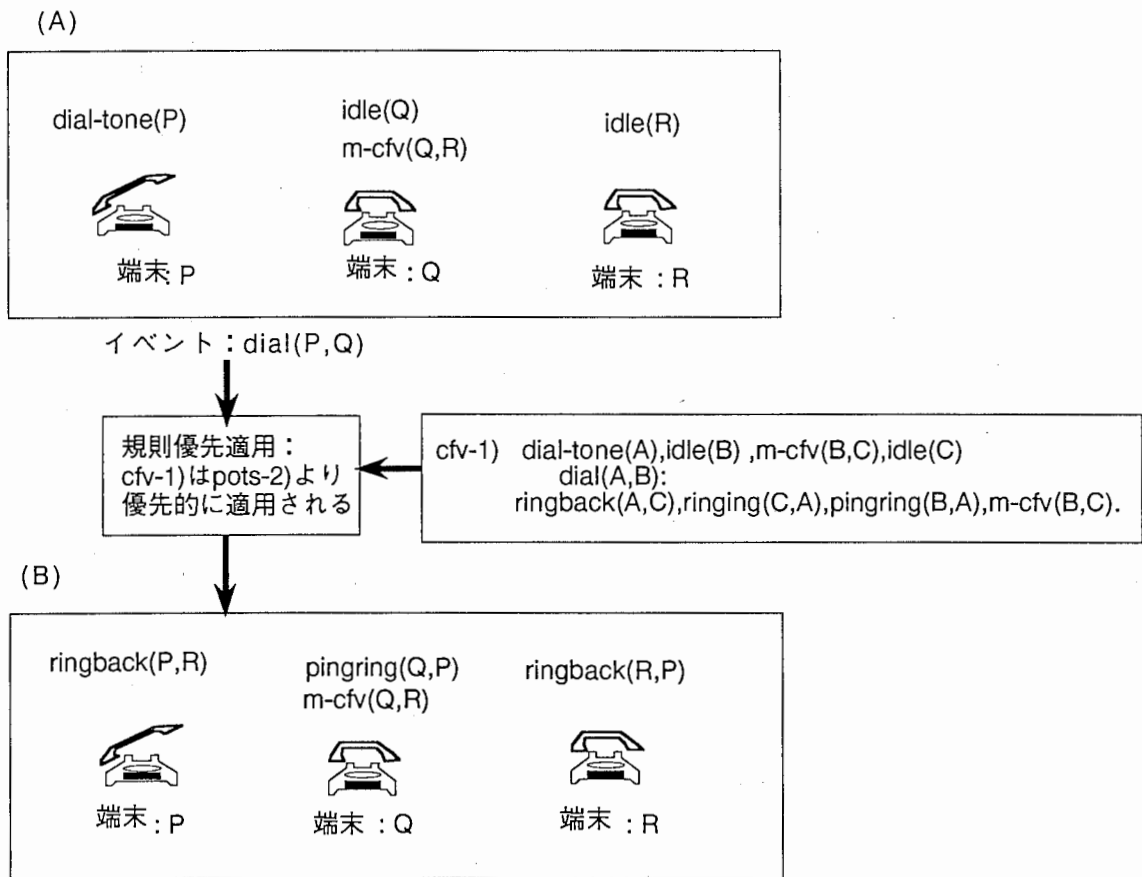 (A)
dial-tone(P)
idle(Q)
m-cfv(Q,R)
idle(R)
端末:P
端末:Q
端末:R
イベント:dial(P,Q)
規則優先適用:
cfv-1)はpots-2)より
優先的に適用される
cfv-1) dial-tone(A),idle(B) ,m-cfv(B,C),idle(C)
dial(A,B):
ringback(A,C),ringing(C,A),pingring(B,A),m-cfv(B,C).
(B)
ringback(P,R)
pingring(Q,P)
m-cfv(Q,R)
ringback(R,P)
端末:P
端末:Q
端末:R